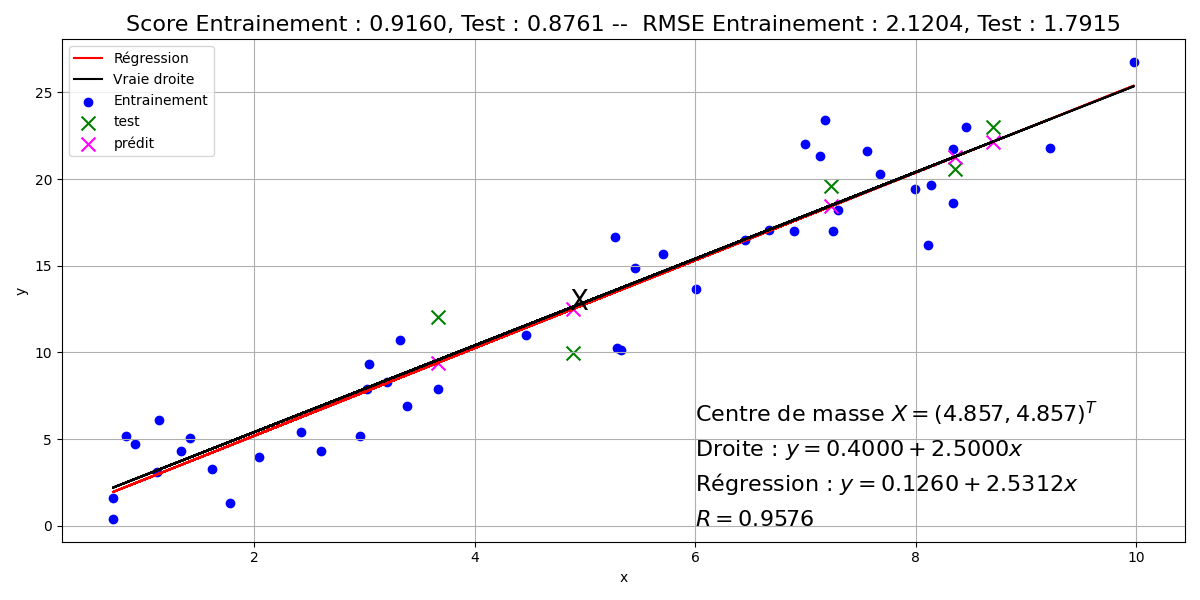 Score Entrainement : 0.9160, Test : 0.8761 --  RMSE Entrainement : 2.1204, Test : 1.7915
Régression
Vraie droite
Entrainement
test
prédit
25
20
15
10
5
0
y
X
Centre de masse X = (4.857, 4.857)^T
Droite : y = 0.4000 + 2.5000x
Régression : y = 0.1260 + 2.5312x
R = 0.9576
2 4 6 8 10
x